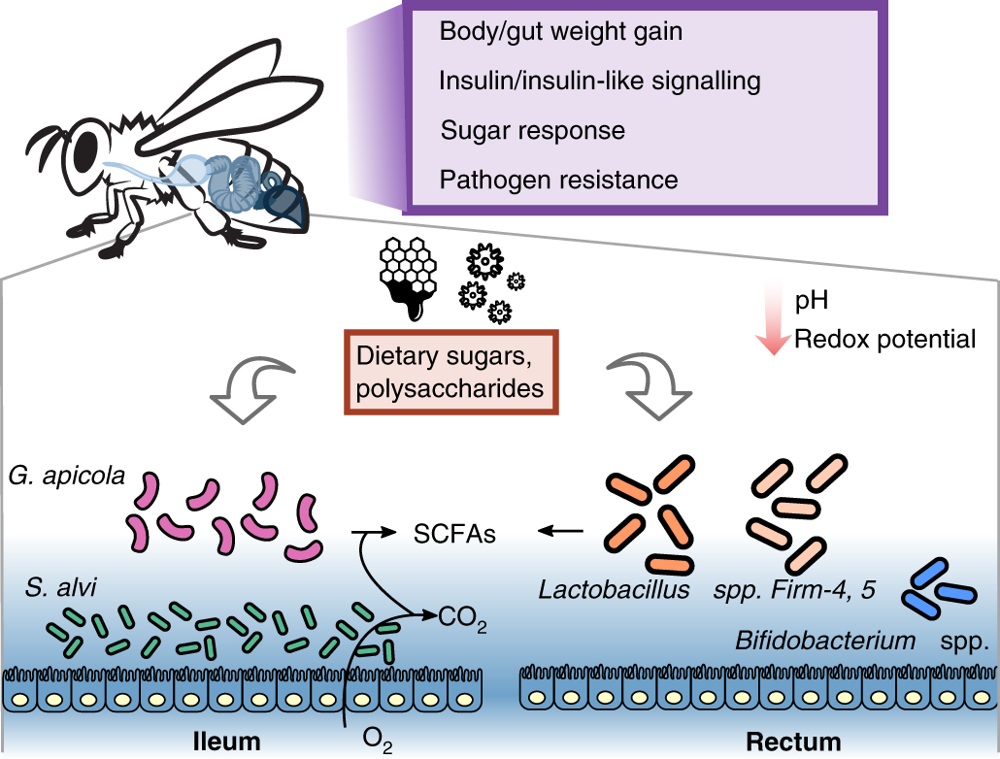 Body/gut weight gain
Insulin/insulin-like signalling
Sugar response
Pathogen resistance
pH
Redox potential
Dietary sugars,
polysaccharides
G. apicola
SCFAs
S. alvi
Lactobacillus spp. Firm-4, 5
CO₂
Bifidobacterium spp.
Ileum
O₂
Rectum